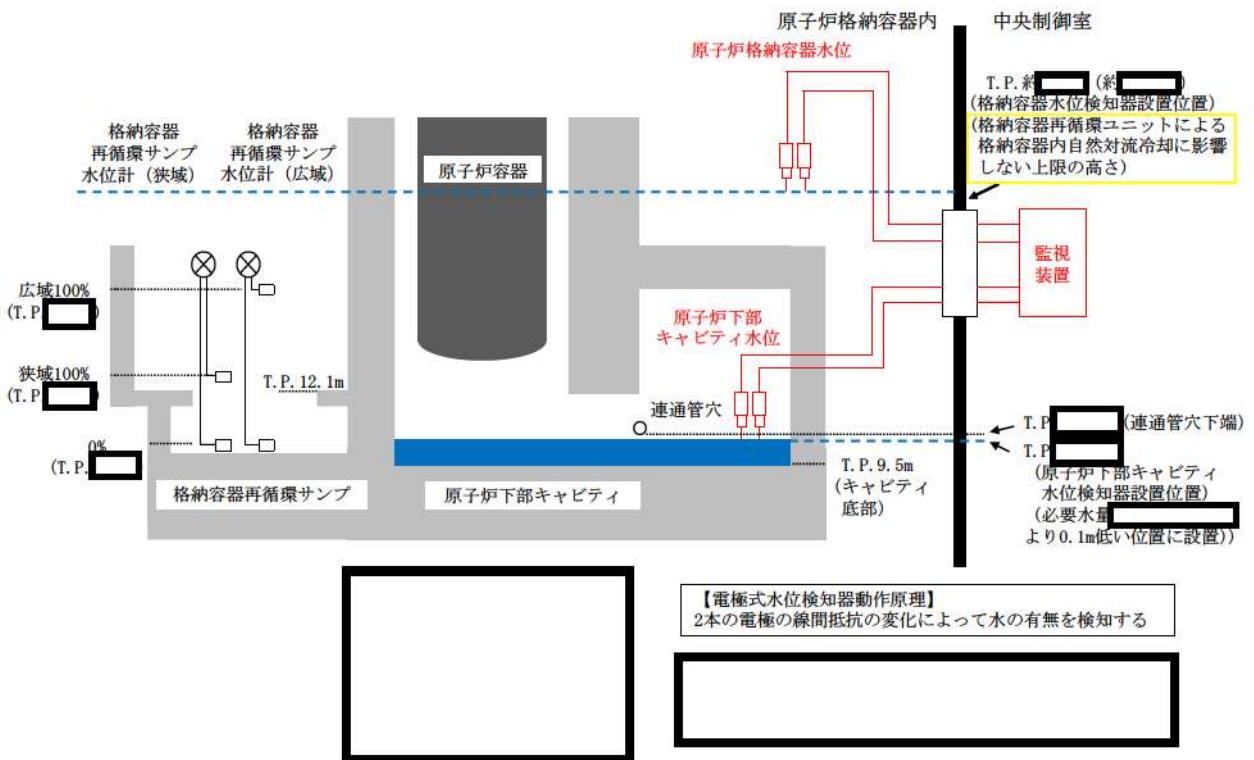 原子炉格納容器内
中央制御室
原子炉格納容器水位
T.P.約 (約 )
(格納容器水位検知器設置位置)
(格納容器再循環ユニットによる
格納容器内自然対流冷却に影響
しない上限の高さ)
格納容器
再循環サンプ
水位計(狭域)
格納容器
再循環サンプ
水位計(広域)
原子炉容器
監視
装置
広域100%
(T.P. )
原子炉下部
キャビティ水位
狭域100%
(T.P. )
T.P.12.1m
連通管穴
T.P. (連通管穴下端)
0%
(T.P. )
T.P.
(原子炉下部キャビティ
水位検知器設置位置)
(必要水量
より0.1m低い位置に設置))
T.P.9.5m
(キャビティ
底部)
格納容器再循環サンプ
原子炉下部キャビティ
【電極式水位検知器動作原理】
2本の電極の線間抵抗の変化によって水の有無を検知する